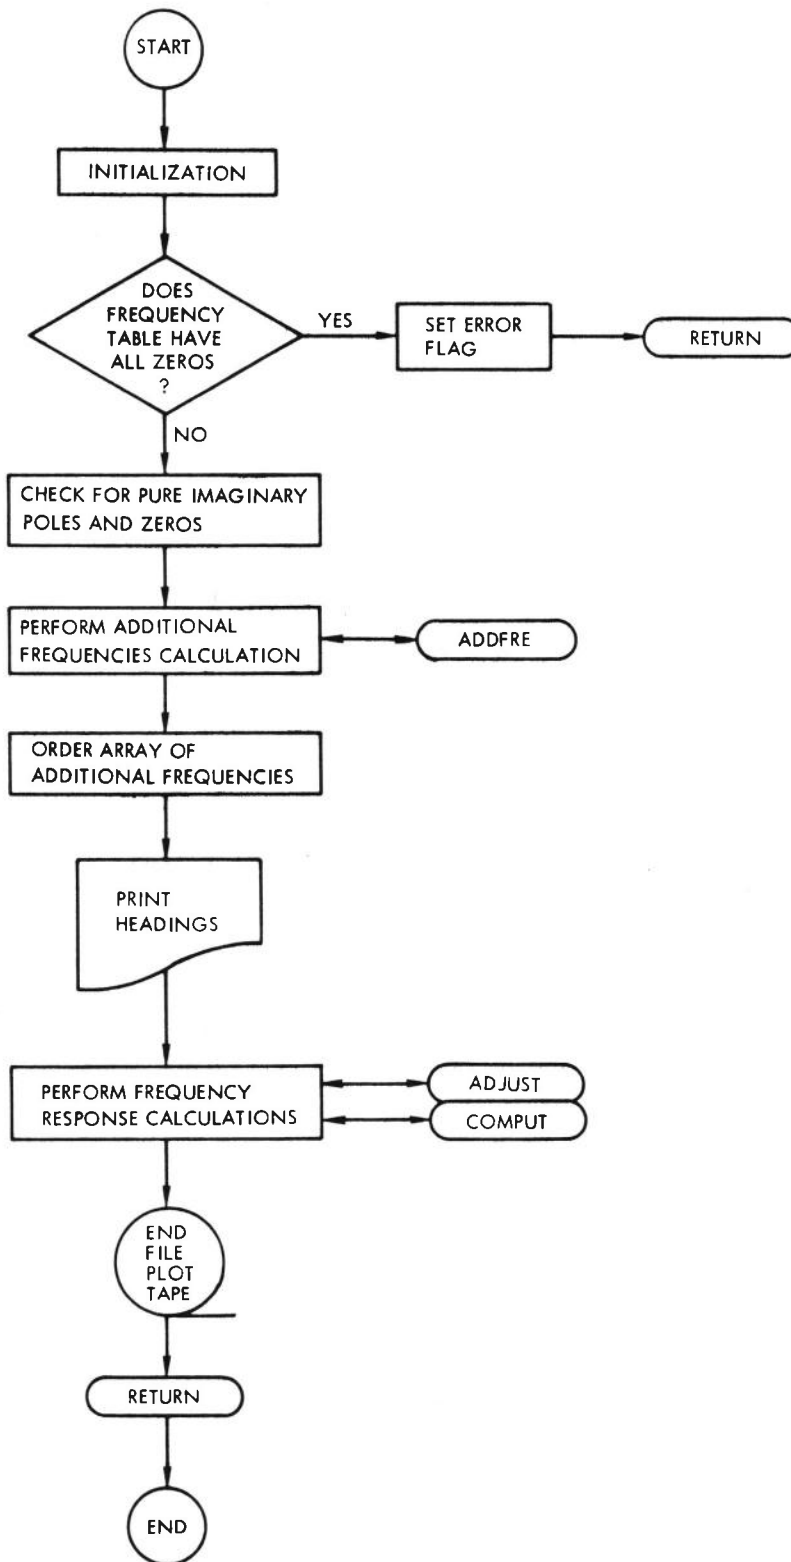 START
INITIALIZATION
DOES
FREQUENCY
TABLE HAVE
ALL ZEROS
?
YES
SET ERROR
FLAG
RETURN
NO
CHECK FOR PURE IMAGINARY
POLES AND ZEROS
PERFORM ADDITIONAL
FREQUENCIES CALCULATION
ADDFRE
ORDER ARRAY OF
ADDITIONAL FREQUENCIES
PRINT
HEADINGS
PERFORM FREQUENCY
RESPONSE CALCULATIONS
ADJUST
COMPUT
END
FILE
PLOT
TAPE
RETURN
END